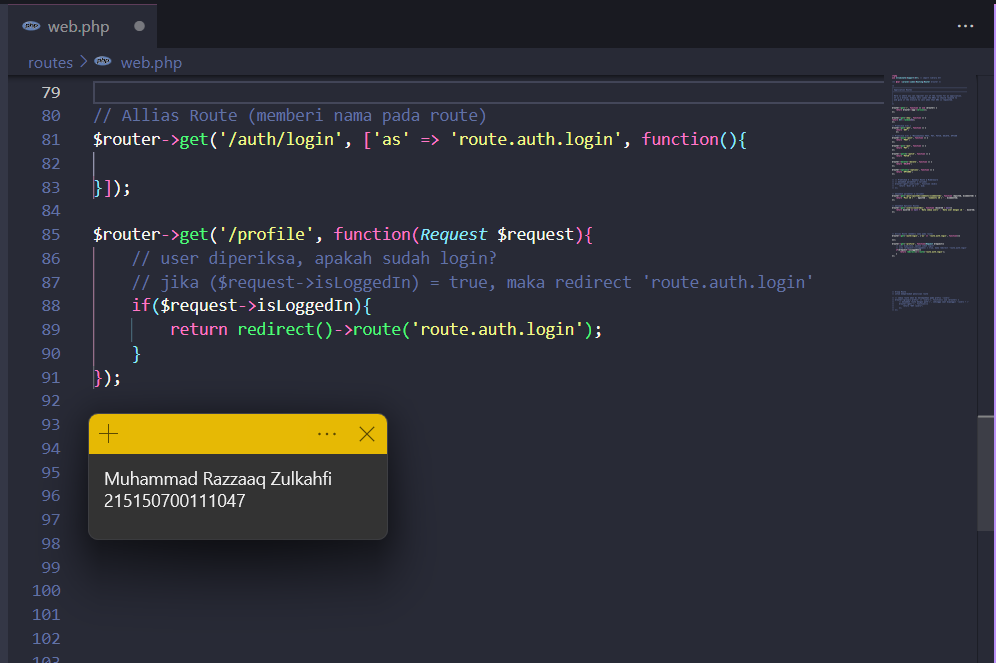 php web.php ● ...
routes > php web.php
79
80 // Allias Route (memberi nama pada route)
81 $router->get('/auth/login', ['as' => 'route.auth.login', function(){
82
83 }]);
84
85 $router->get('/profile', function(Request $request){
86 // user diperiksa, apakah sudah login?
87 // jika ($request->isLoggedIn) = true, maka redirect 'route.auth.login'
88 if($request->isLoggedIn){
89 return redirect()->route('route.auth.login');
90 }
91 });
92
93
94
95
96
97
98
99
100
101
102
103
Muhammad Razzaaq Zulkahfi
215150700111047